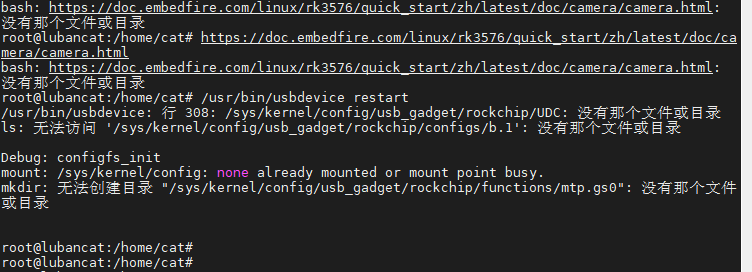 bash: https://doc.embedfire.com/linux/rk3576/quick_start/zh/latest/doc/camera/camera.html:
没有那个文件或目录
root@lubancat:/home/cat# https://doc.embedfire.com/linux/rk3576/quick_start/zh/latest/doc/ca
mera/camera.html
bash: https://doc.embedfire.com/linux/rk3576/quick_start/zh/latest/doc/camera/camera.html:
没有那个文件或目录
root@lubancat:/home/cat# /usr/bin/usbdevice restart
/usr/bin/usbdevice: 行 308: /sys/kernel/config/usb_gadget/rockchip/UDC: 没有那个文件或目录
ls: 无法访问 '/sys/kernel/config/usb_gadget/rockchip/configs/b.1': 没有那个文件或目录
Debug: configfs_init
mount: /sys/kernel/config: none already mounted or mount point busy.
mkdir: 无法创建目录 "/sys/kernel/config/usb_gadget/rockchip/functions/mtp.gs0": 没有那个文件
或目录
root@lubancat:/home/cat#
root@lubancat:/home/cat#